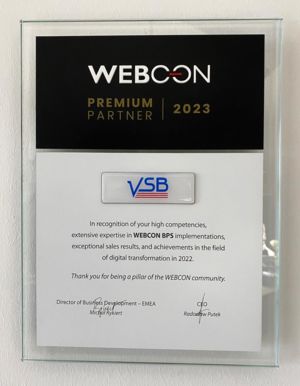 WEBCON
PREMIUM
PARTNER | 2023
VSB
In recognition of your high competencies,
extensive expertise in WEBCON BPS implementations,
exceptional sales results, and achievements in the field
of digital transformation in 2022.
Thank you for being a pillar of the WEBCON community.
Director of Business Development – EMEA
CEO
Michał Rykiert
Radosław Putek